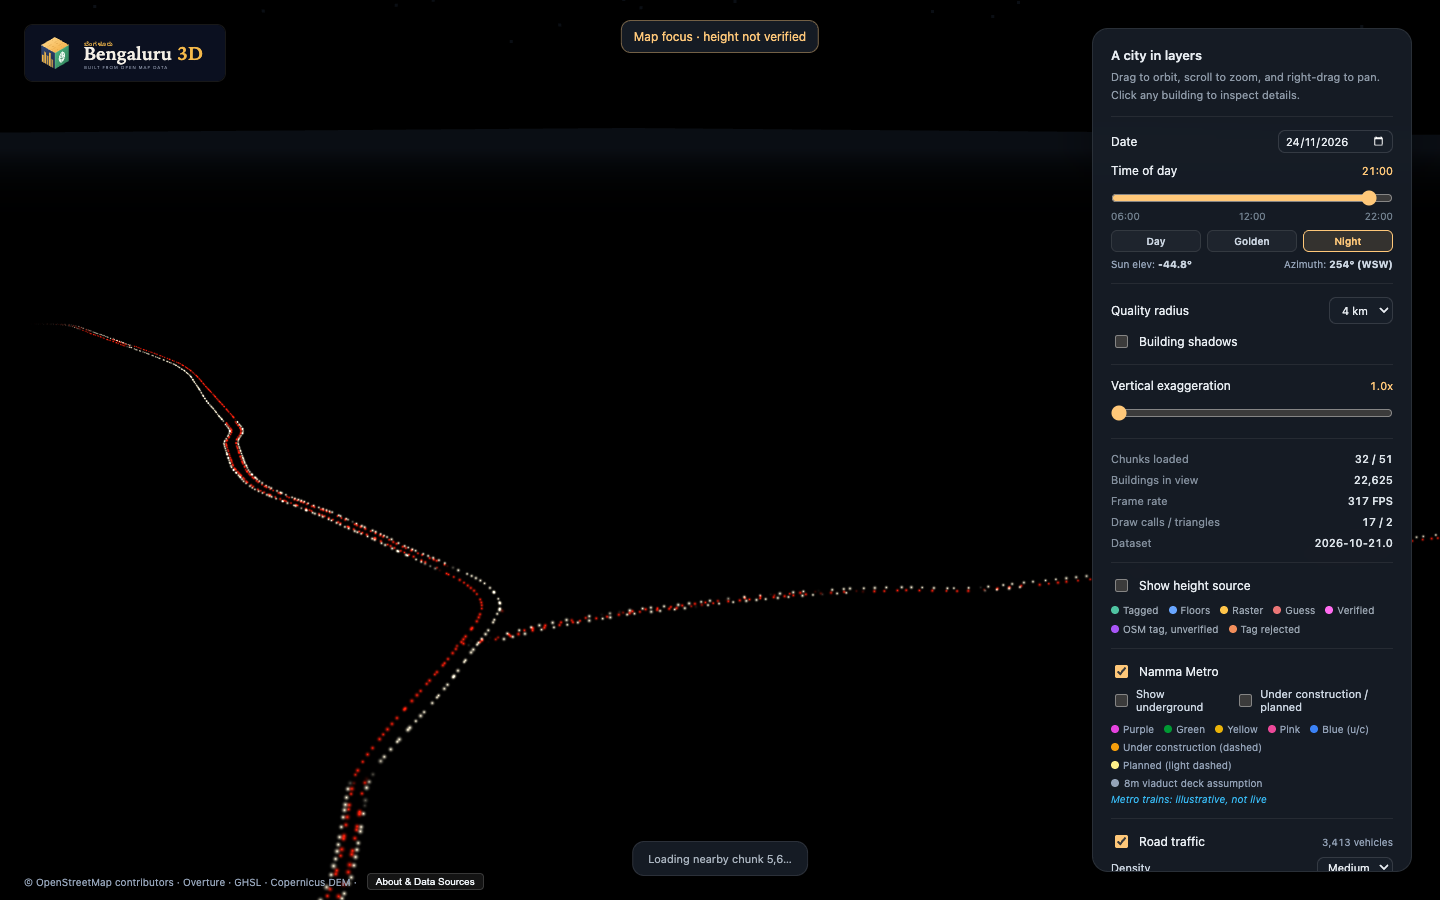 ಬೆಂಗಳೂರು
Bengaluru 3D
BUILT FROM OPEN MAP DATA
Map focus · height not verified
A city in layers
Drag to orbit, scroll to zoom, and right-drag to pan.
Click any building to inspect details.
Date 24/11/2026
Time of day 21:00
06:00 12:00 22:00
Day Golden Night
Sun elev: -44.8° Azimuth: 254° (WSW)
Quality radius 4 km
Building shadows
Vertical exaggeration 1.0x
Chunks loaded 32 / 51
Buildings in view 22,625
Frame rate 317 FPS
Draw calls / triangles 17 / 2
Dataset 2026-10-21.0
Show height source
Tagged Floors Raster Guess Verified
OSM tag, unverified Tag rejected
Namma Metro
Show underground Under construction / planned
Purple Green Yellow Pink Blue (u/c)
Under construction (dashed)
Planned (light dashed)
8m viaduct deck assumption
Metro trains: illustrative, not live
Road traffic 3,413 vehicles
Density Medium
Loading nearby chunk 5,6...
© OpenStreetMap contributors · Overture · GHSL · Copernicus DEM · About & Data Sources